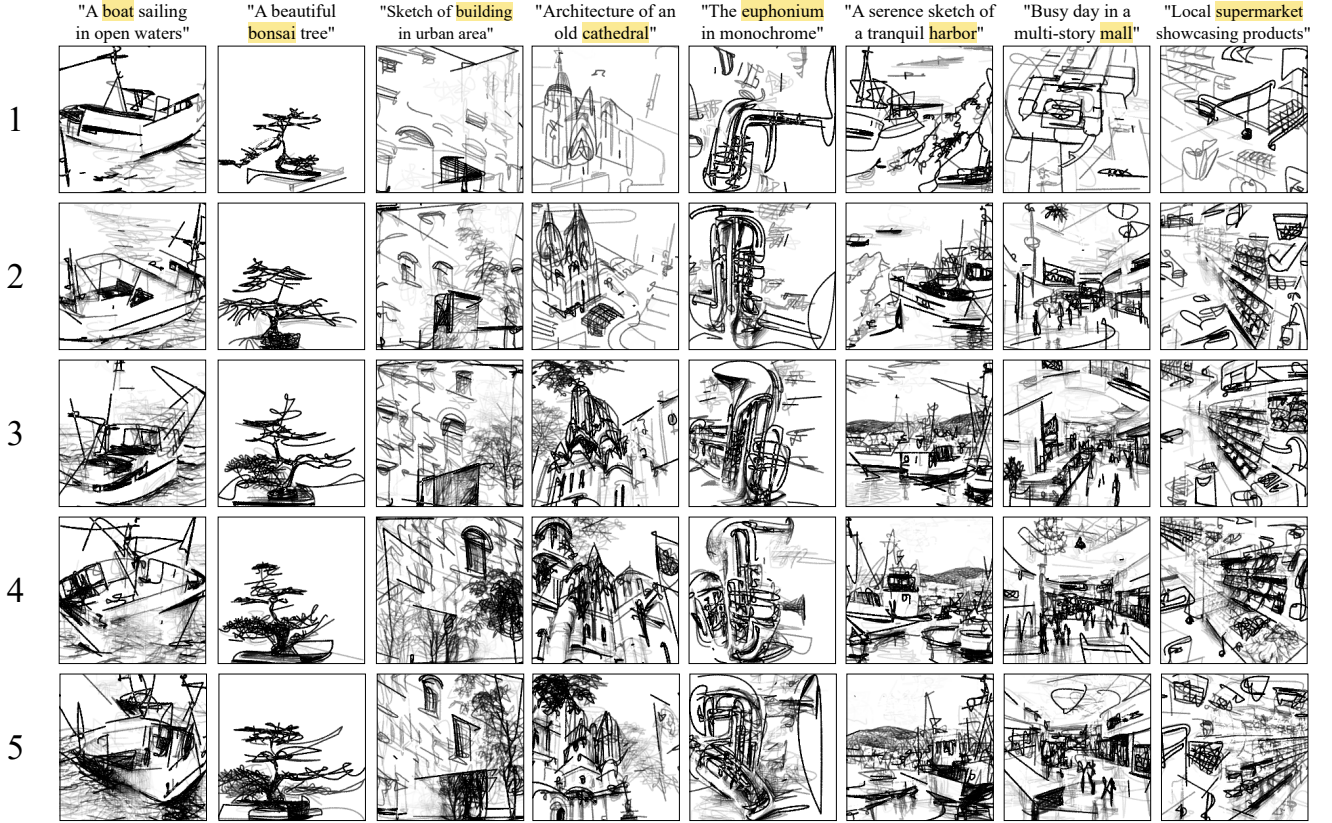 "A boat sailing
in open waters"
"A beautiful
bonsai tree"
"Sketch of building
in urban area"
"Architecture of an
old cathedral"
"The euphonium
in monochrome"
"A serence sketch of
a tranquil harbor"
"Busy day in a
multi-story mall"
"Local supermarket
showcasing products"
1
2
3
4
5